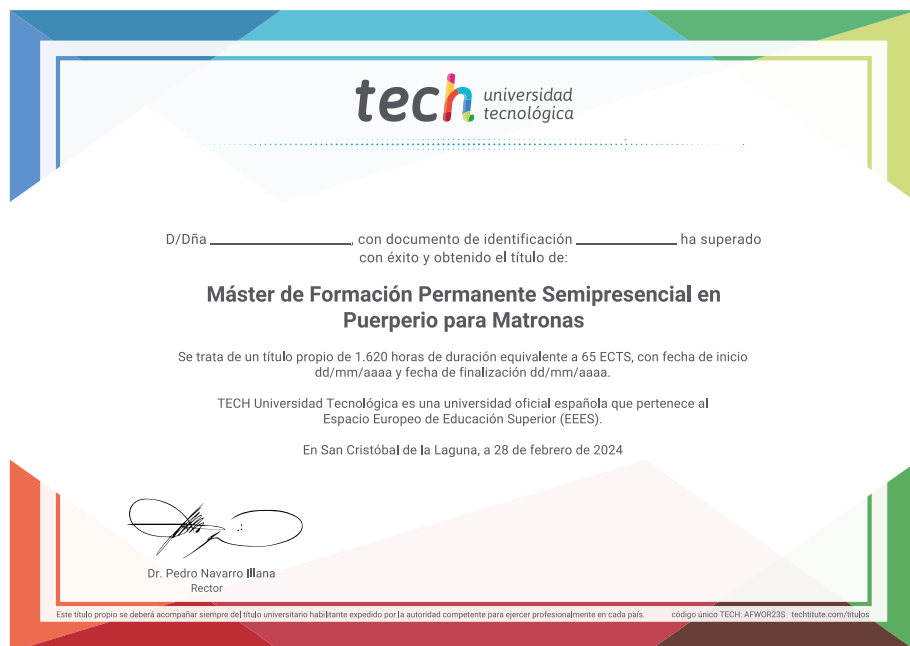 tech universidad
tecnológica
D/Dña ____________________, con documento de identificación ______________ ha superado
con éxito y obtenido el título de:
Máster de Formación Permanente Semipresencial en
Puerperio para Matronas
Se trata de un título propio de 1.620 horas de duración equivalente a 65 ECTS, con fecha de inicio
dd/mm/aaaa y fecha de finalización dd/mm/aaaa.
TECH Universidad Tecnológica es una universidad oficial española que pertenece al
Espacio Europeo de Educación Superior (EEES).
En San Cristóbal de la Laguna, a 28 de febrero de 2024
Dr. Pedro Navarro Illana
Rector
Este título propio se deberá acompañar siempre del título universitario habilitante expedido por la autoridad competente para ejercer profesionalmente en cada país. código único TECH: AFWOR23S techtitute.com/titulos